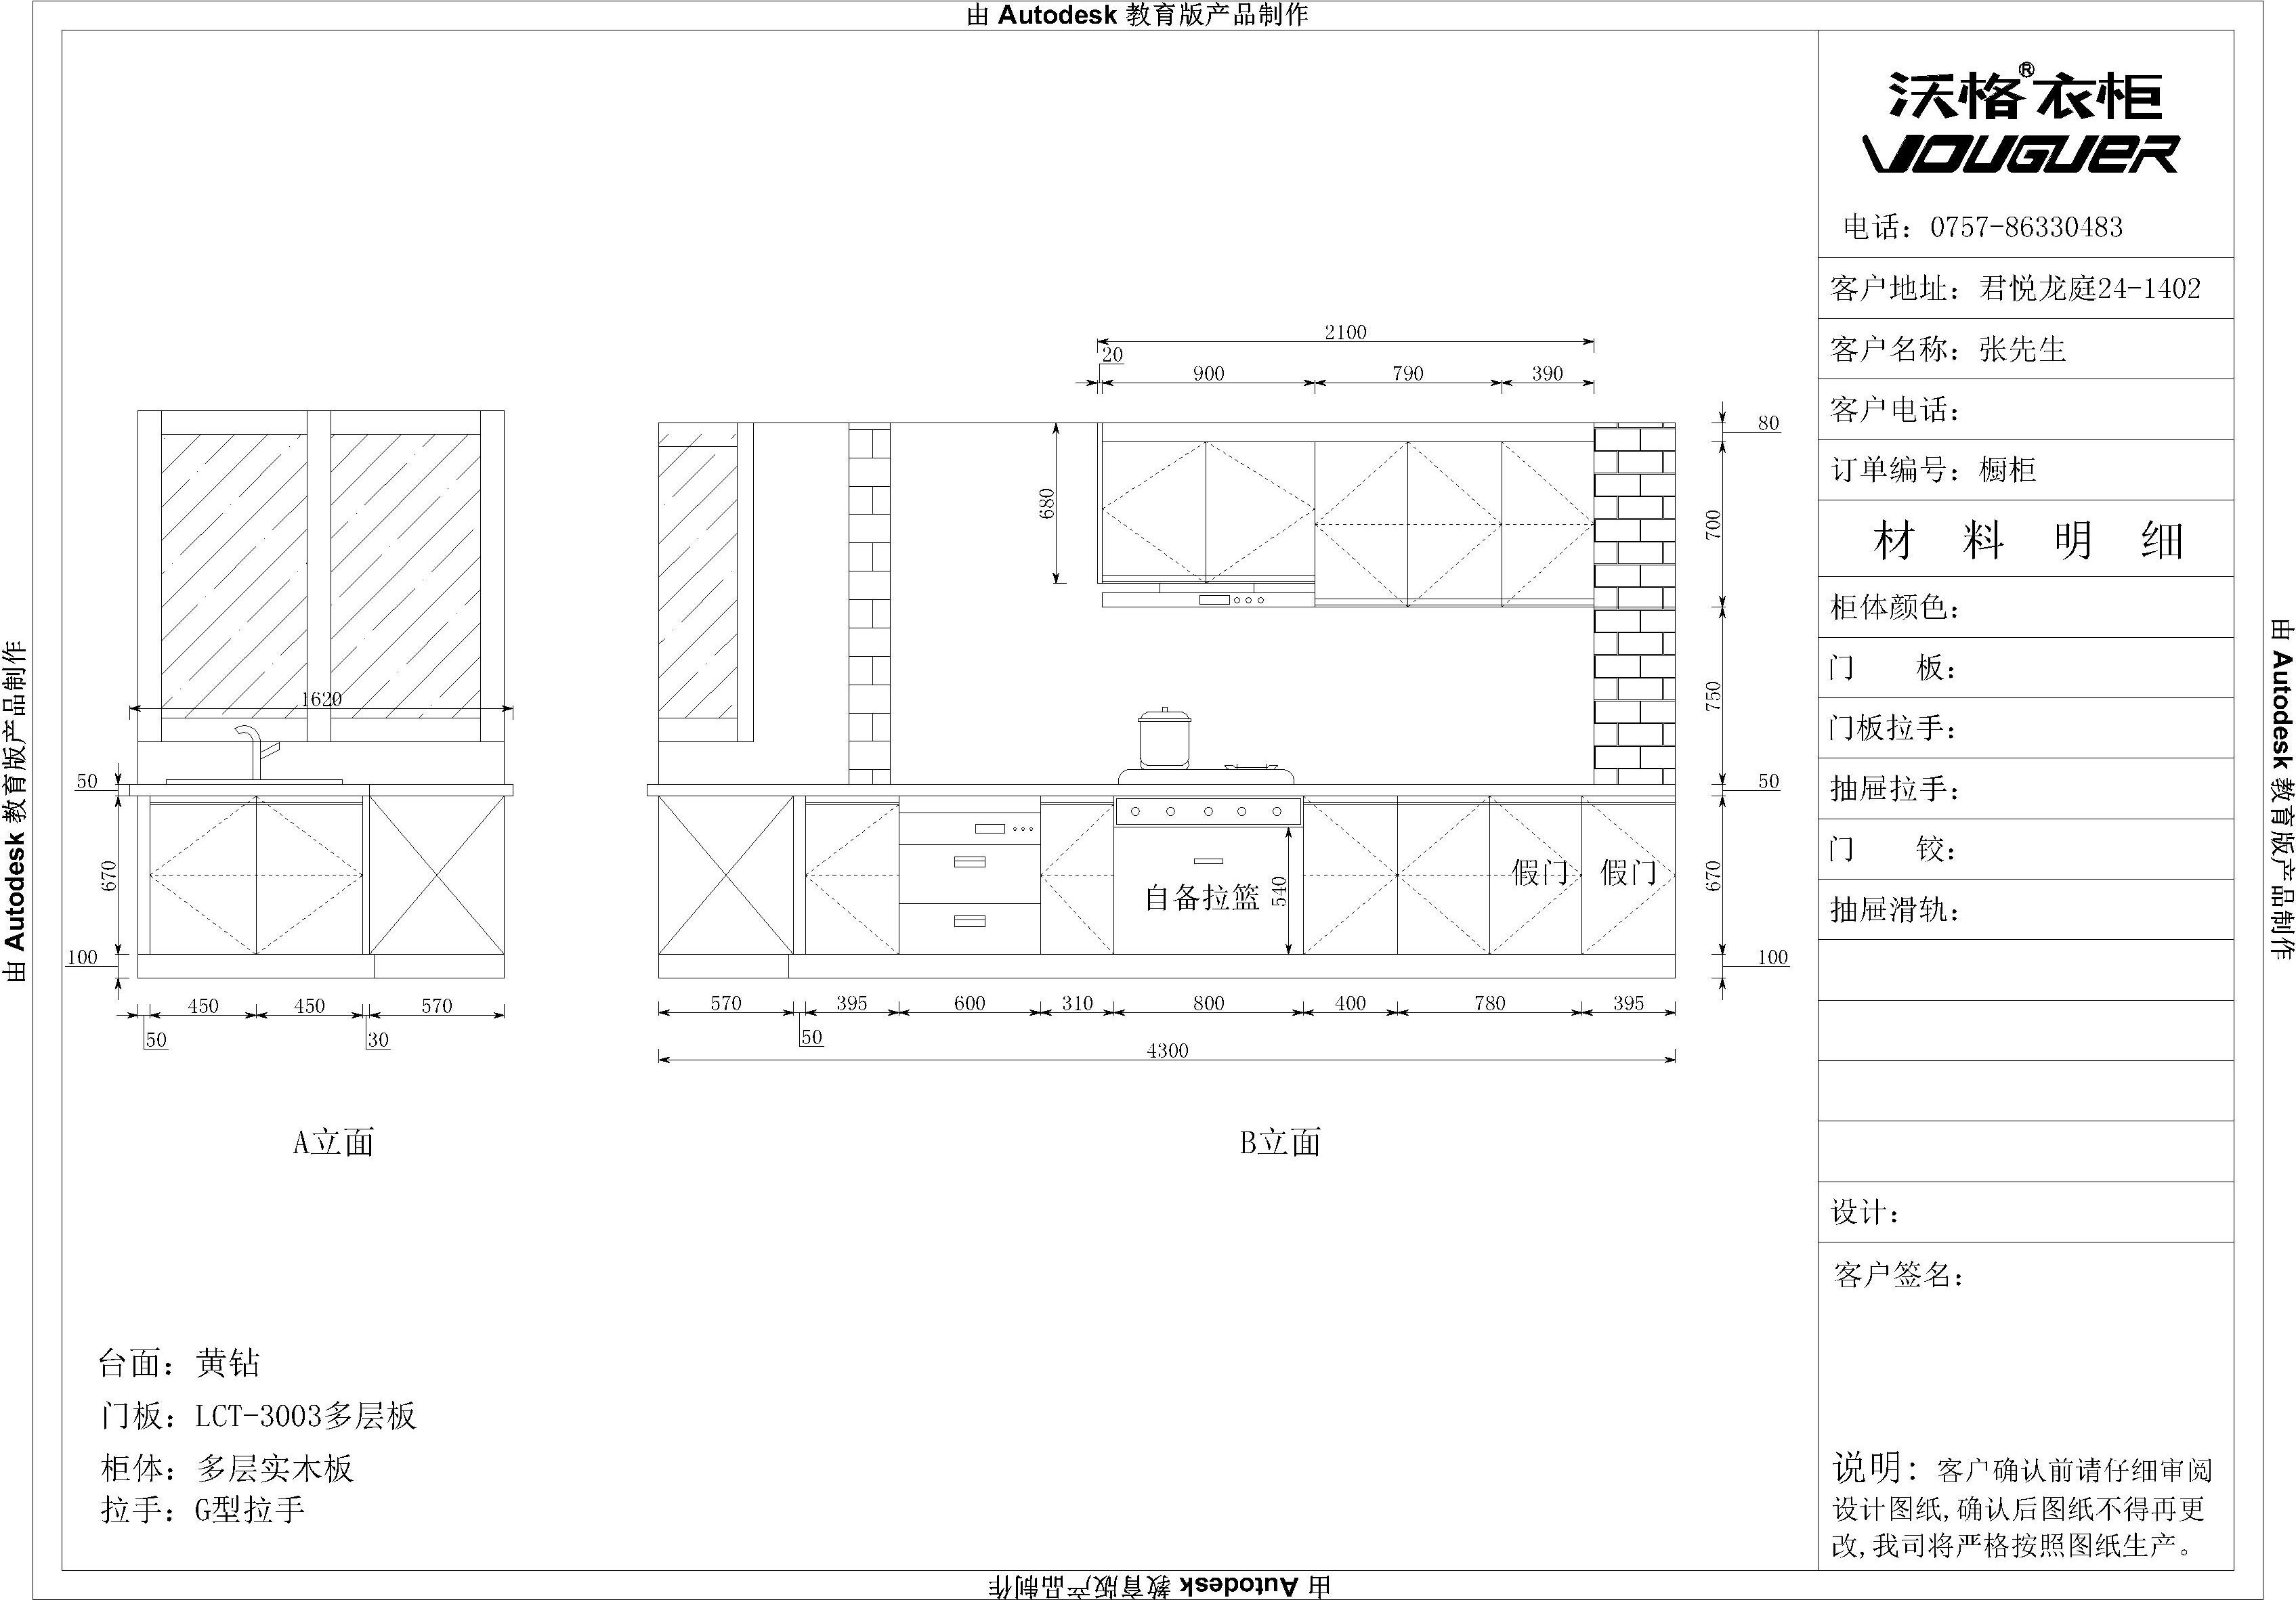 由 Autodesk 教育版产品制作
沃格®衣柜
VOUGUER
电话：0757-86330483
客户地址：君悦龙庭24-1402
客户名称：张先生
客户电话：
订单编号：橱柜
材 料 明 细
柜体颜色：
门 板：
门板拉手：
抽屉拉手：
门 铰：
抽屉滑轨：
设计：
客户签名：
说明：客户确认前请仔细审阅
设计图纸,确认后图纸不得再更
改,我司将严格按照图纸生产。
1620
50
670
100
450
450
570
50
30
A立面
2100
20
900
790
390
680
80
700
750
50
670
100
自备拉篮
540
假门
假门
570
395
600
310
800
400
780
395
50
4300
B立面
台面：黄钻
门板：LCT-3003多层板
柜体：多层实木板
拉手：G型拉手
由 Autodesk 教育版产品制作
由 Autodesk 教育版产品制作
由 Autodesk 教育版产品制作